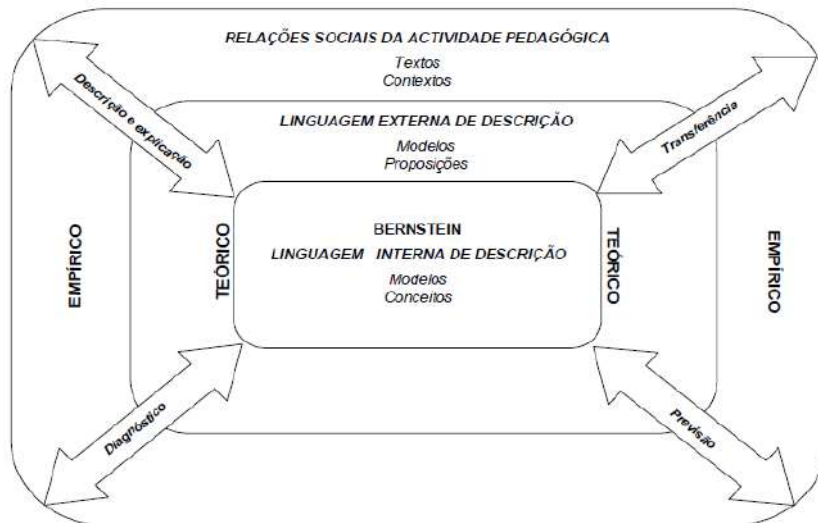 RELAÇÕES SOCIAIS DA ACTIVIDADE PEDAGÓGICA
Textos
Contextos
Descrição e explicação
Transferência
LINGUAGEM EXTERNA DE DESCRIÇÃO
Modelos
Proposições
EMPÍRICO
TEÓRICO
BERNSTEIN
LINGUAGEM INTERNA DE DESCRIÇÃO
Modelos
Conceitos
TEÓRICO
EMPÍRICO
Diagnóstico
Previsão